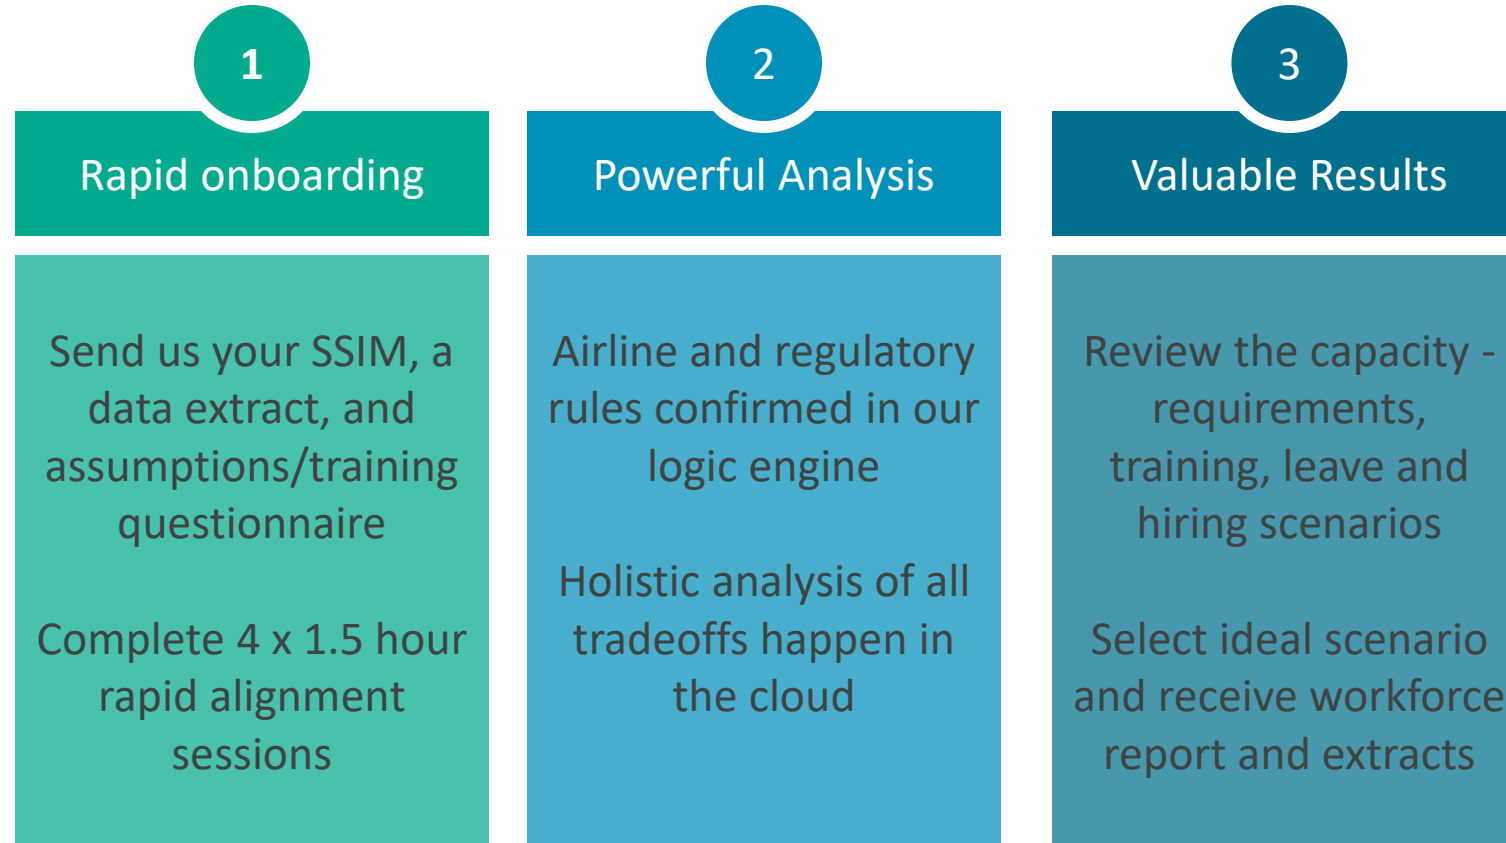 1
Rapid onboarding
Send us your SSIM, a
data extract, and
assumptions/training
questionnaire
Complete 4 x 1.5 hour
rapid alignment
sessions
2
Powerful Analysis
Airline and regulatory
rules confirmed in our
logic engine
Holistic analysis of all
tradeoffs happen in
the cloud
3
Valuable Results
Review the capacity -
requirements,
training, leave and
hiring scenarios
Select ideal scenario
and receive workforce
report and extracts